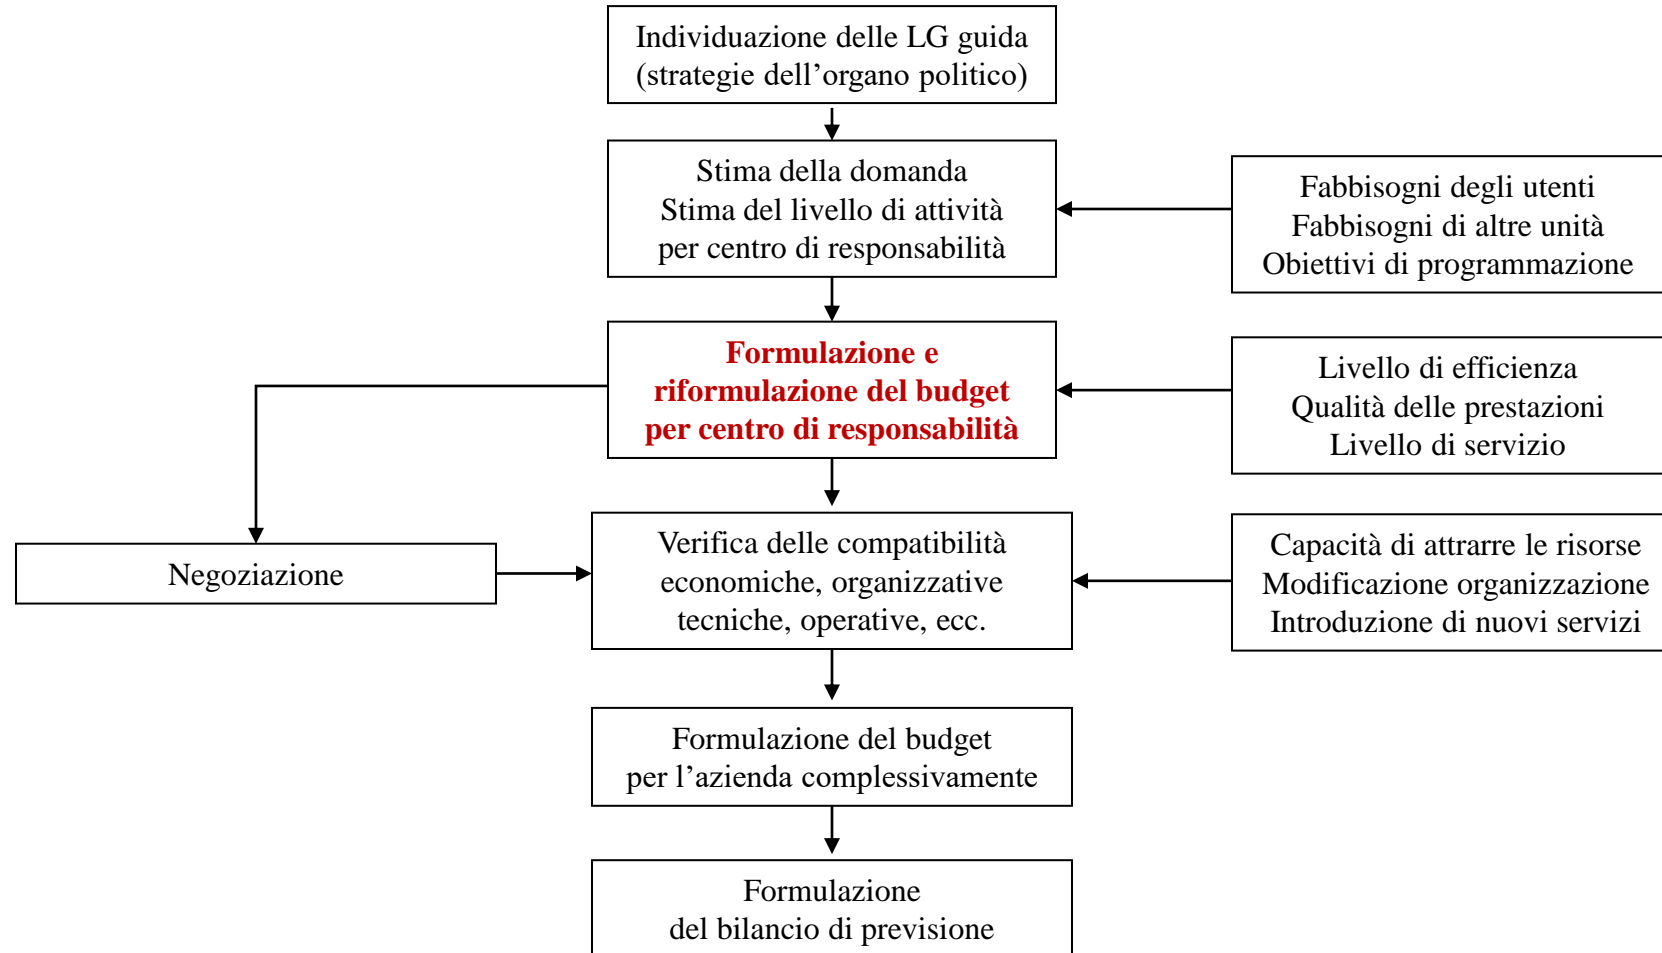 Individuazione delle LG guida
(strategie dell’organo politico)
Stima della domanda
Stima del livello di attività
per centro di responsabilità
Fabbisogni degli utenti
Fabbisogni di altre unità
Obiettivi di programmazione
Formulazione e
riformulazione del budget
per centro di responsabilità
Livello di efficienza
Qualità delle prestazioni
Livello di servizio
Negoziazione
Verifica delle compatibilità
economiche, organizzative
tecniche, operative, ecc.
Capacità di attrarre le risorse
Modificazione organizzazione
Introduzione di nuovi servizi
Formulazione del budget
per l’azienda complessivamente
Formulazione
del bilancio di previsione